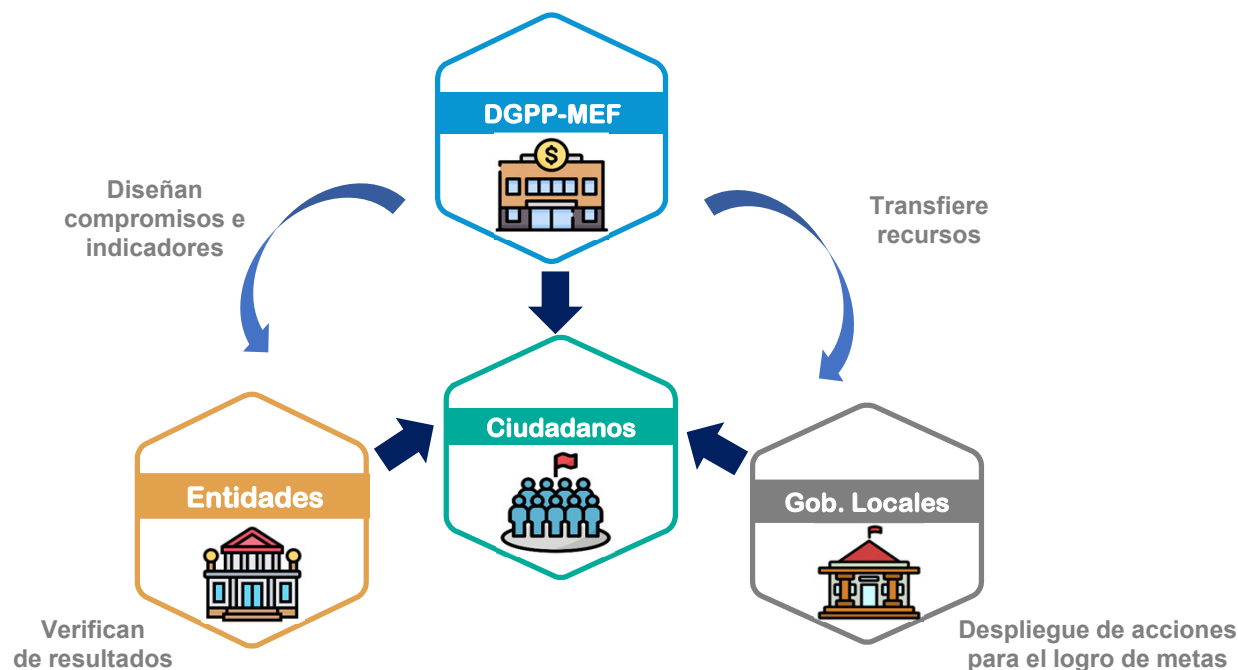 DGPP-MEF
$
Diseñan
compromisos e
indicadores
Transfiere
recursos
Ciudadanos
Entidades
Gob. Locales
Verifican
de resultados
Despliegue de acciones
para el logro de metas